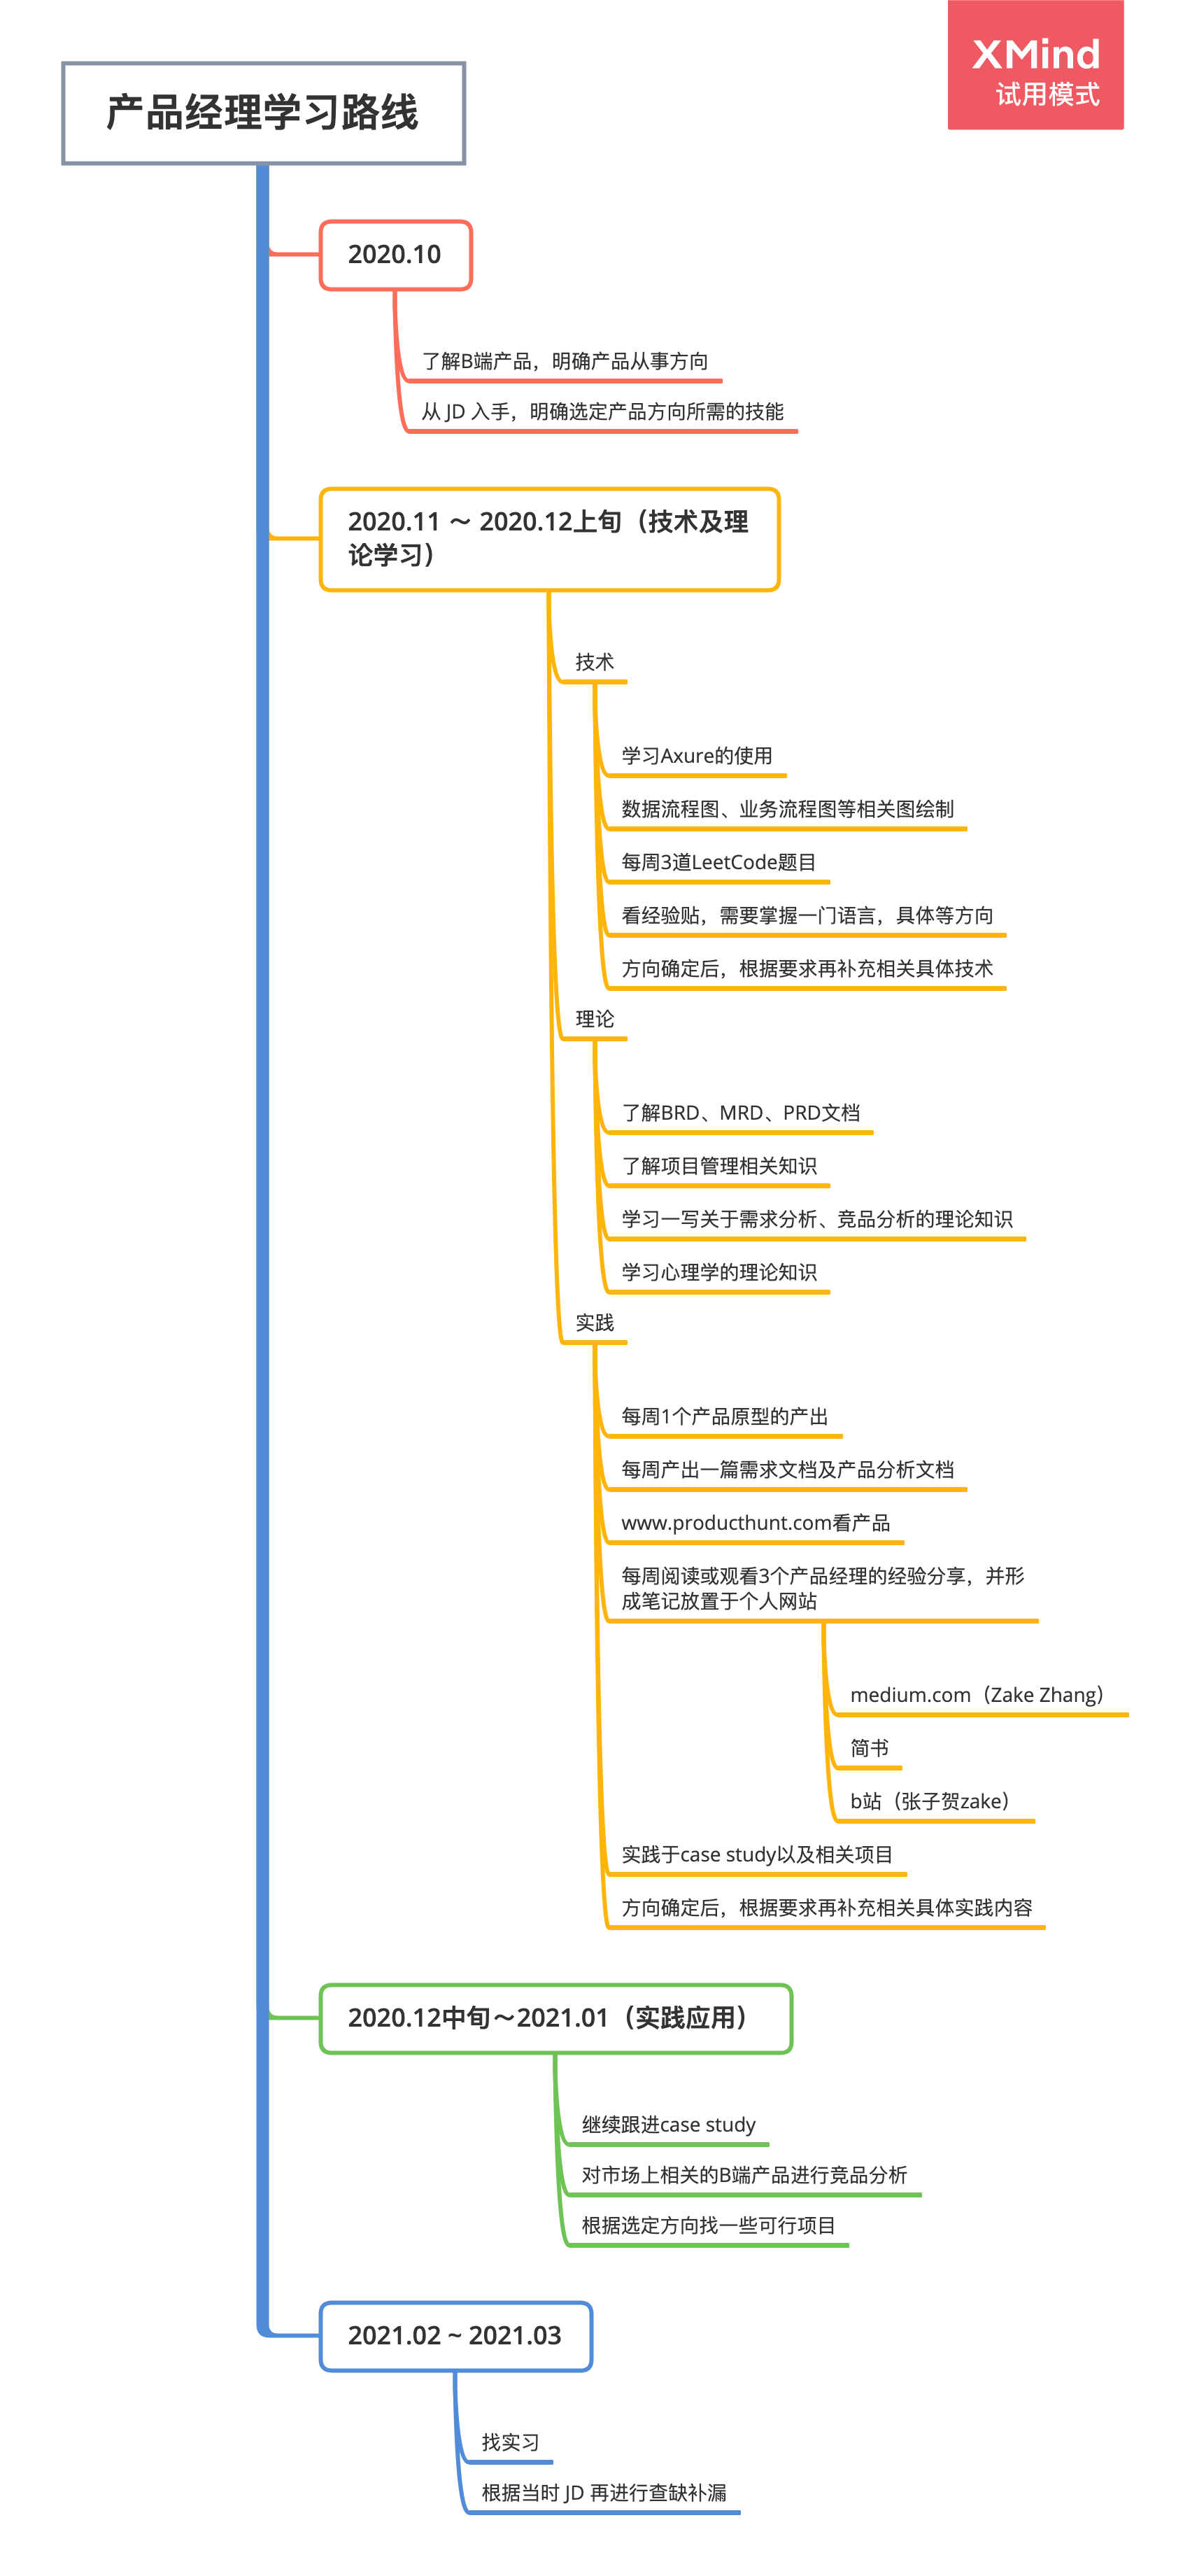 XMind
试用模式
产品经理学习路线
2020.10
了解B端产品，明确产品从事方向
从 JD 入手，明确选定产品方向所需的技能
2020.11 ～ 2020.12上旬（技术及理
论学习）
技术
学习Axure的使用
数据流程图、业务流程图等相关图绘制
每周3道LeetCode题目
看经验贴，需要掌握一门语言，具体等方向
方向确定后，根据要求再补充相关具体技术
理论
了解BRD、MRD、PRD文档
了解项目管理相关知识
学习一写关于需求分析、竞品分析的理论知识
学习心理学的理论知识
实践
每周1个产品原型的产出
每周产出一篇需求文档及产品分析文档
www.producthunt.com看产品
每周阅读或观看3个产品经理的经验分享，并形
成笔记放置于个人网站
medium.com（Zake Zhang）
简书
b站（张子贺zake）
实践于case study以及相关项目
方向确定后，根据要求再补充相关具体实践内容
2020.12中旬～2021.01（实践应用）
继续跟进case study
对市场上相关的B端产品进行竞品分析
根据选定方向找一些可行项目
2021.02 ~ 2021.03
找实习
根据当时 JD 再进行查缺补漏